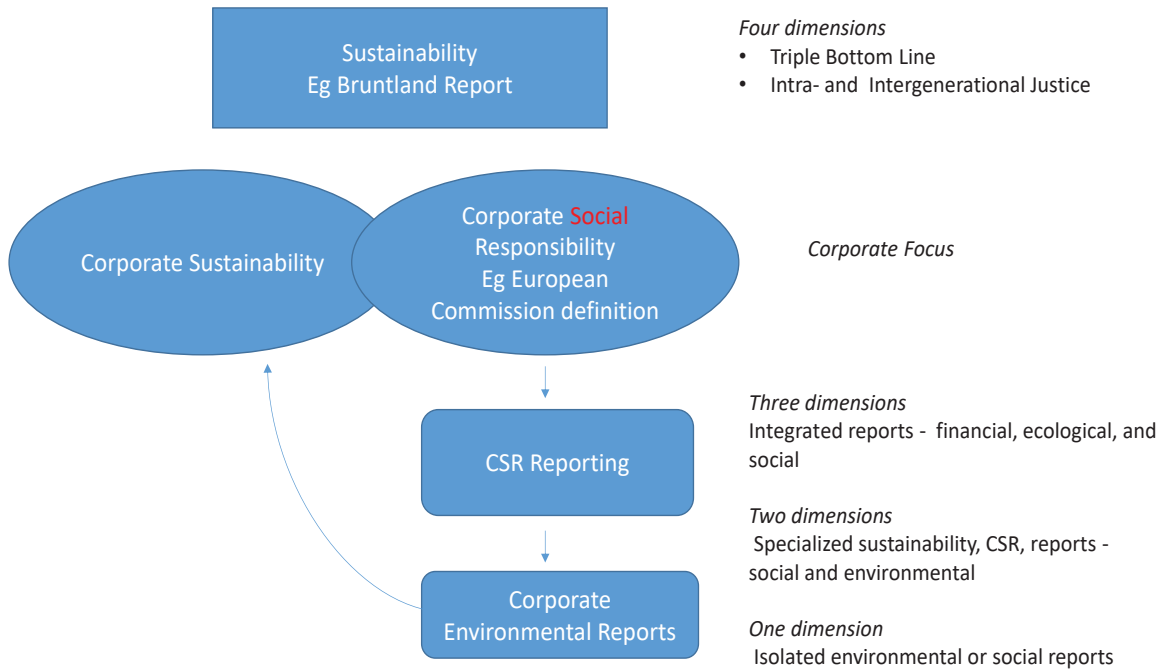 Sustainability
Eg Bruntland Report
Four dimensions
• Triple Bottom Line
• Intra- and Intergenerational Justice
Corporate Sustainability
Corporate Social
Responsibility
Eg European
Commission definition
Corporate Focus
CSR Reporting
Three dimensions
Integrated reports - financial, ecological, and
social
Two dimensions
Specialized sustainability, CSR, reports -
social and environmental
Corporate
Environmental Reports
One dimension
Isolated environmental or social reports